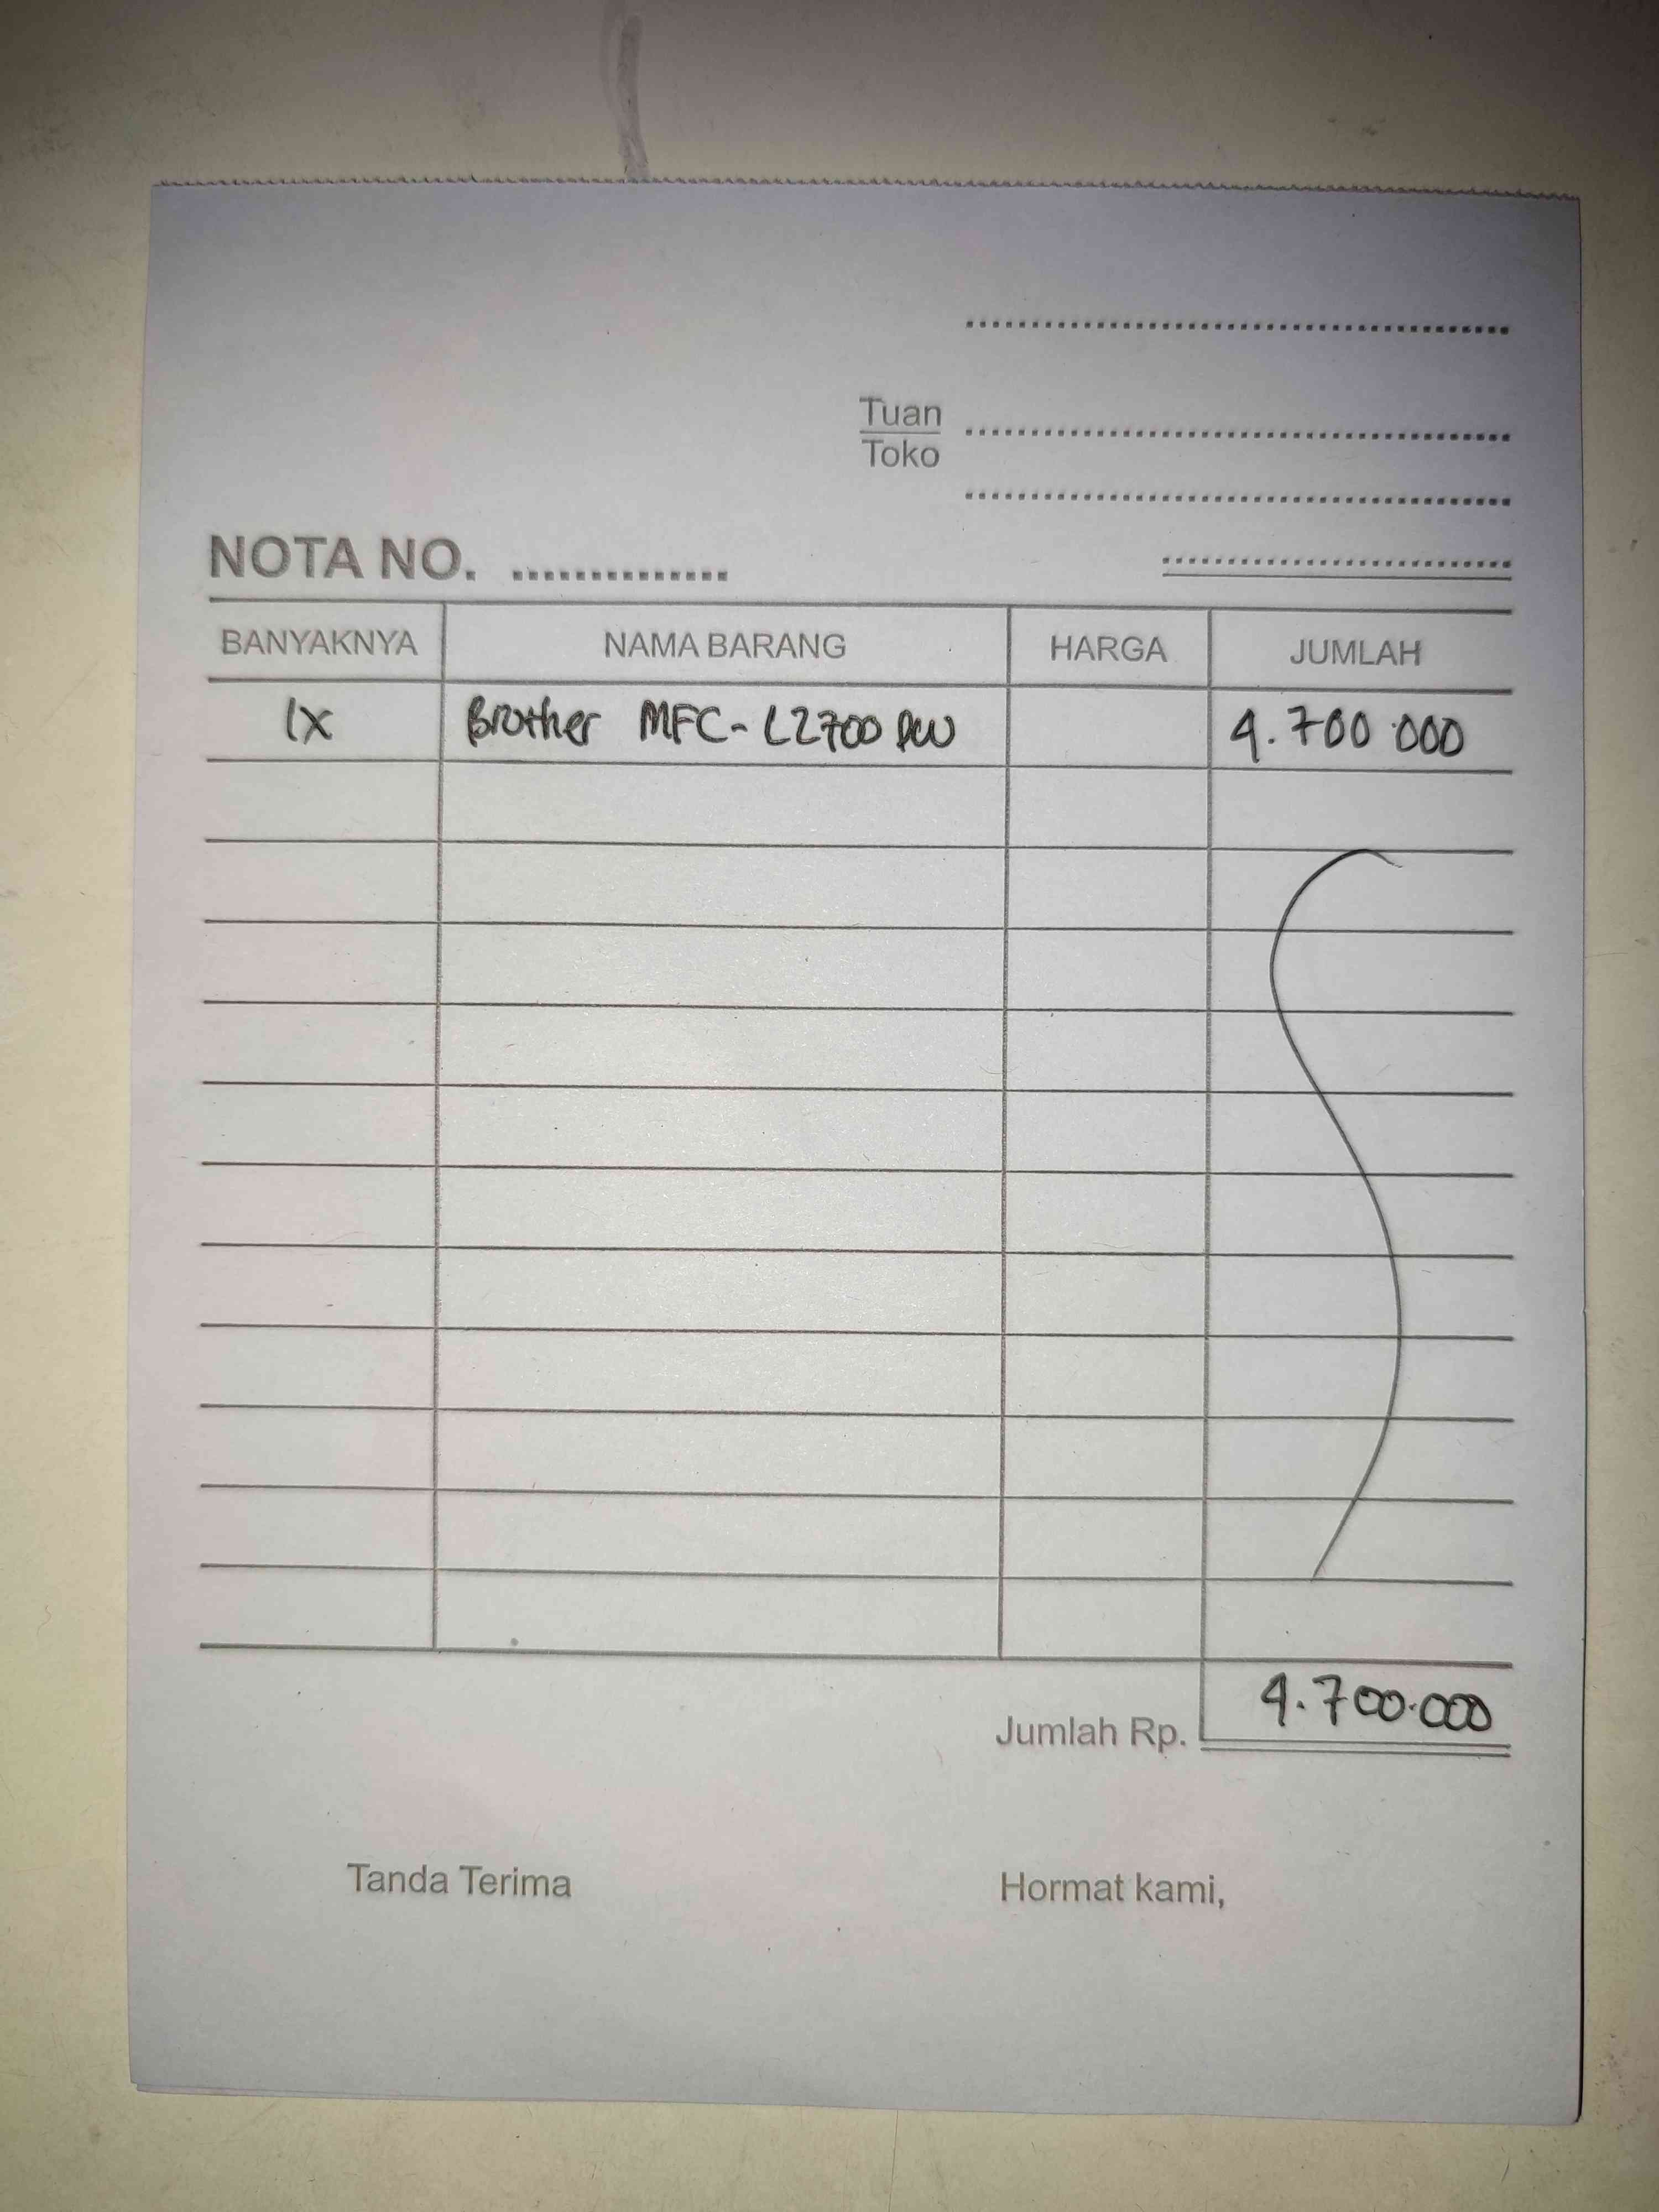 Tuan
Toko
NOTA NO.
BANYAKNYA NAMA BARANG HARGA JUMLAH
1X Brother MFC-L2700 DW 4.700.000
Jumlah Rp. 4.700.000
Tanda Terima Hormat kami,